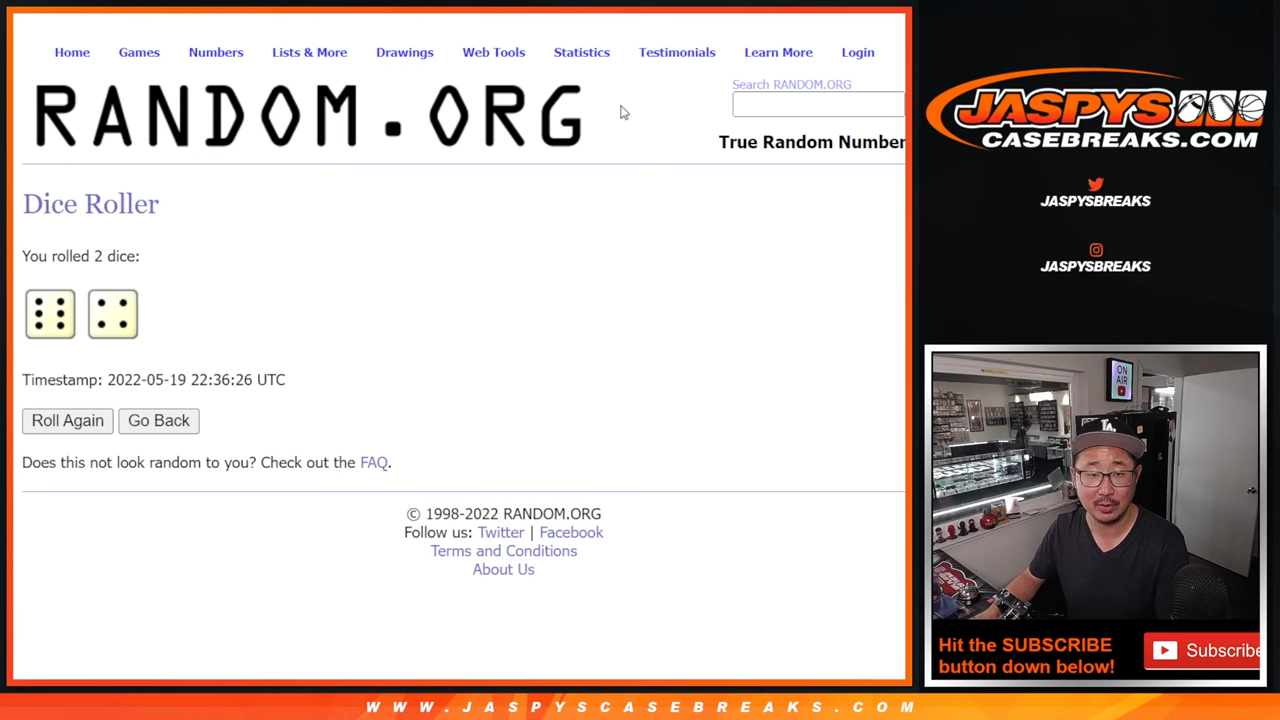 Home Games Numbers Lists & More Drawings Web Tools Statistics Testimonials Learn More Login
RANDOM.ORG
Search RANDOM.ORG
True Random Number
Dice Roller
You rolled 2 dice:
Timestamp: 2022-05-19 22:36:26 UTC
Roll Again Go Back
Does this not look random to you? Check out the FAQ.
© 1998-2022 RANDOM.ORG
Follow us: Twitter | Facebook
Terms and Conditions
About Us
JASPYS
CASEBREAKS.COM
JASPYSBREAKS
JASPYSBREAKS
ON
AIR
LA
Hit the SUBSCRIBE
button down below!
Subscribe
WWW.JASPYSCASEBREAKS.COM